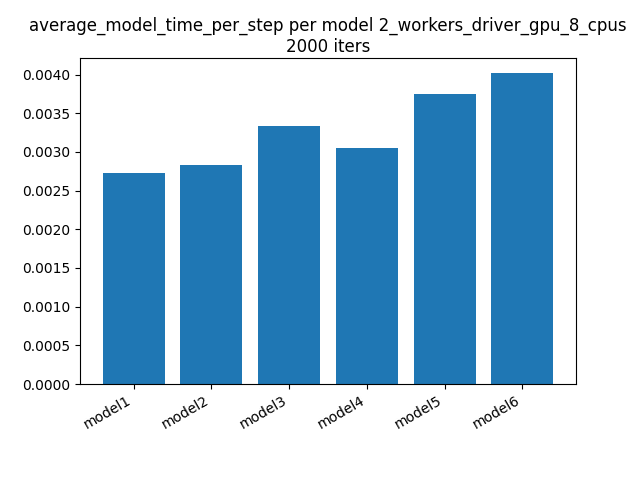 average_model_time_per_step per model 2_workers_driver_gpu_8_cpus
2000 iters
0.0040
0.0035
0.0030
0.0025
0.0020
0.0015
0.0010
0.0005
0.0000
model1
model2
model3
model4
model5
model6